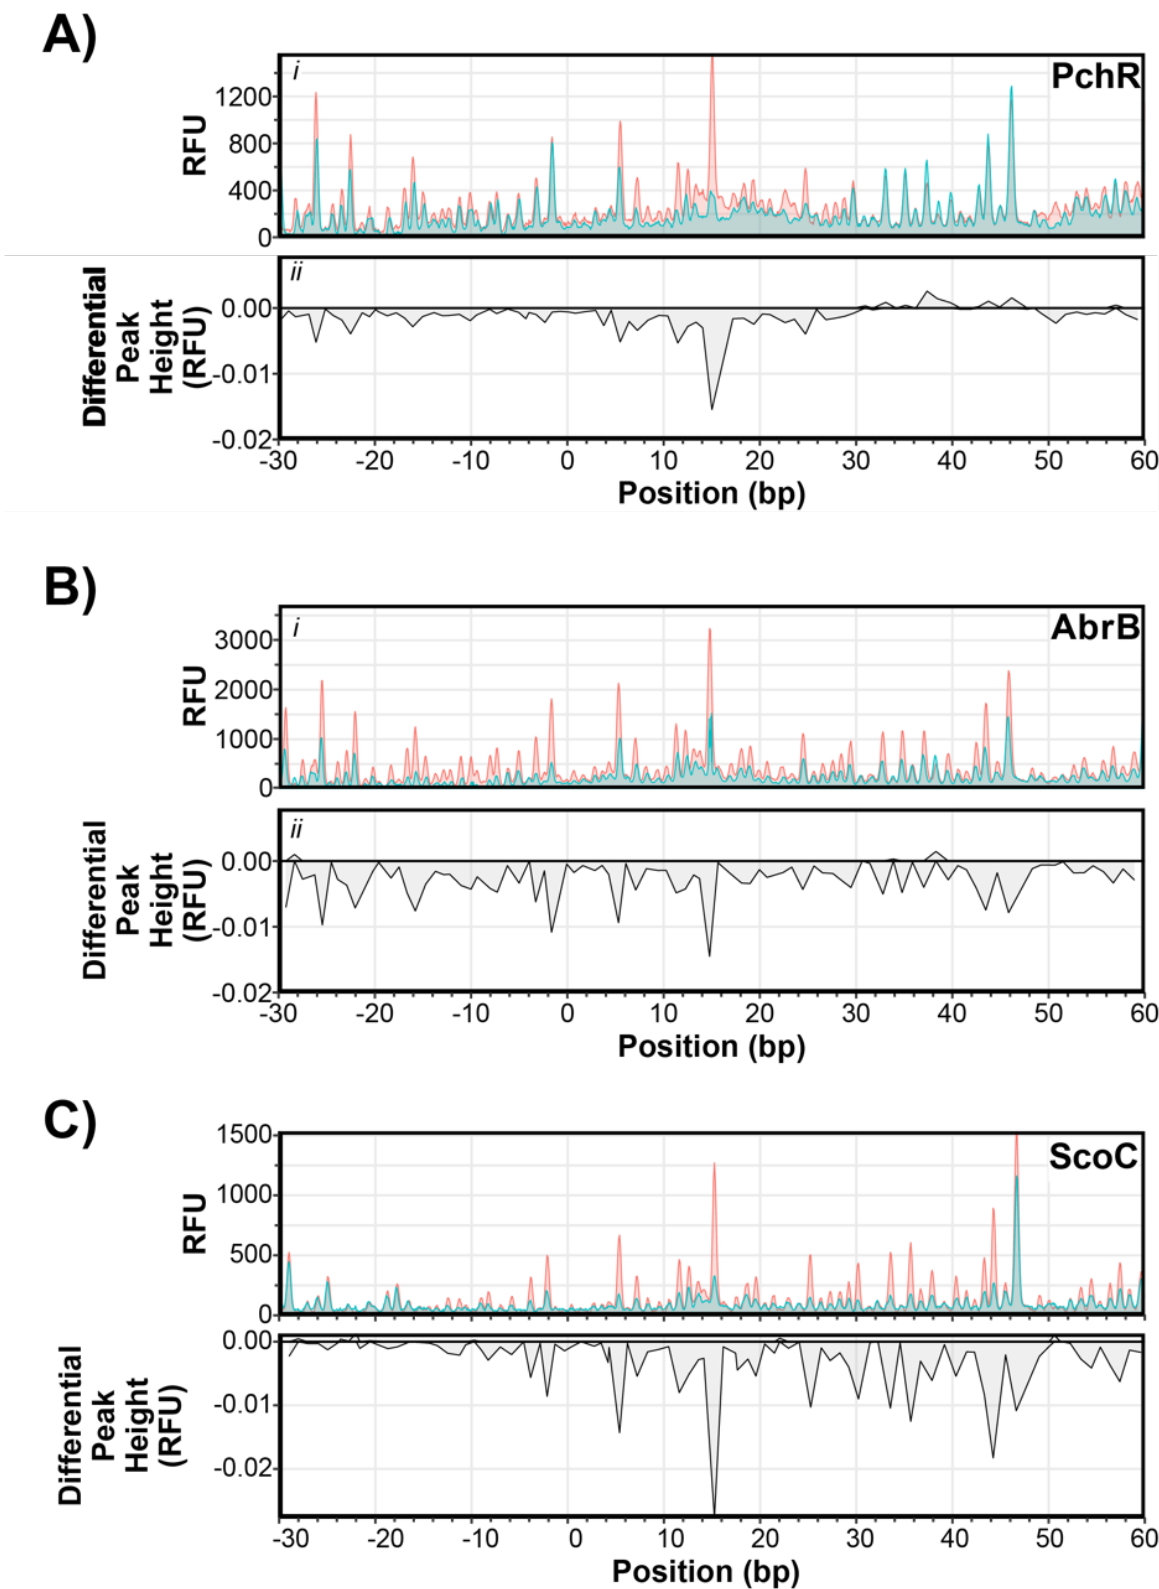 A)
i
PchR
RFU
1200
800
400
0
ii
Differential
Peak
Height
(RFU)
0.00
-0.01
-0.02
-30 -20 -10 0 10 20 30 40 50 60
Position (bp)
B)
i
AbrB
RFU
3000
2000
1000
0
ii
Differential
Peak
Height
(RFU)
0.00
-0.01
-0.02
-30 -20 -10 0 10 20 30 40 50 60
Position (bp)
C)
ScoC
RFU
1500
1000
500
0
Differential
Peak
Height
(RFU)
0.00
-0.01
-0.02
-30 -20 -10 0 10 20 30 40 50 60
Position (bp)